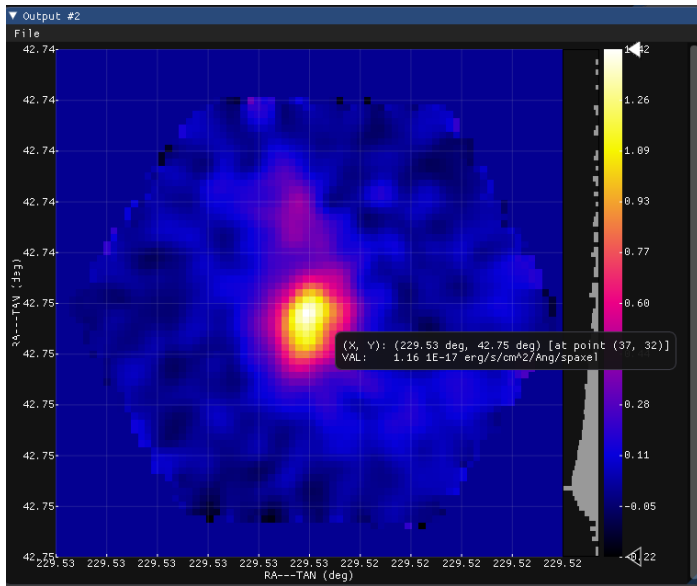 Output #2
File
42.74
42.74
42.74
42.74
42.74
42.75
42.75
42.75
42.75
42.75
42.75
RA---TAN (deg)
(X, Y): (229.53 deg, 42.75 deg) [at point (37, 32)]
VAL: 1.16 1E-17 erg/s/cm^2/Ang/spaxel
1.26
1.09
0.93
0.77
0.60
0.28
0.11
-0.05
229.53 229.53 229.53 229.53 229.53 229.53 229.52 229.52 229.52 229.52 229.52
RA---TAN (deg)